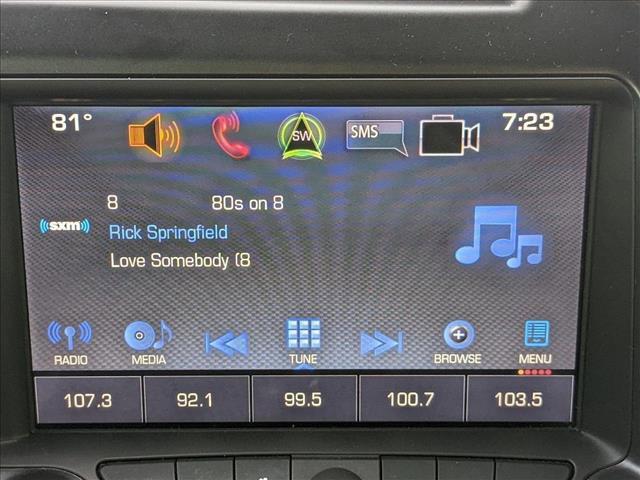 81° SW SMS 7:23
8 80s on 8
((sxm))
Rick Springfield
Love Somebody (8
RADIO MEDIA TUNE BROWSE MENU
107.3 92.1 99.5 100.7 103.5